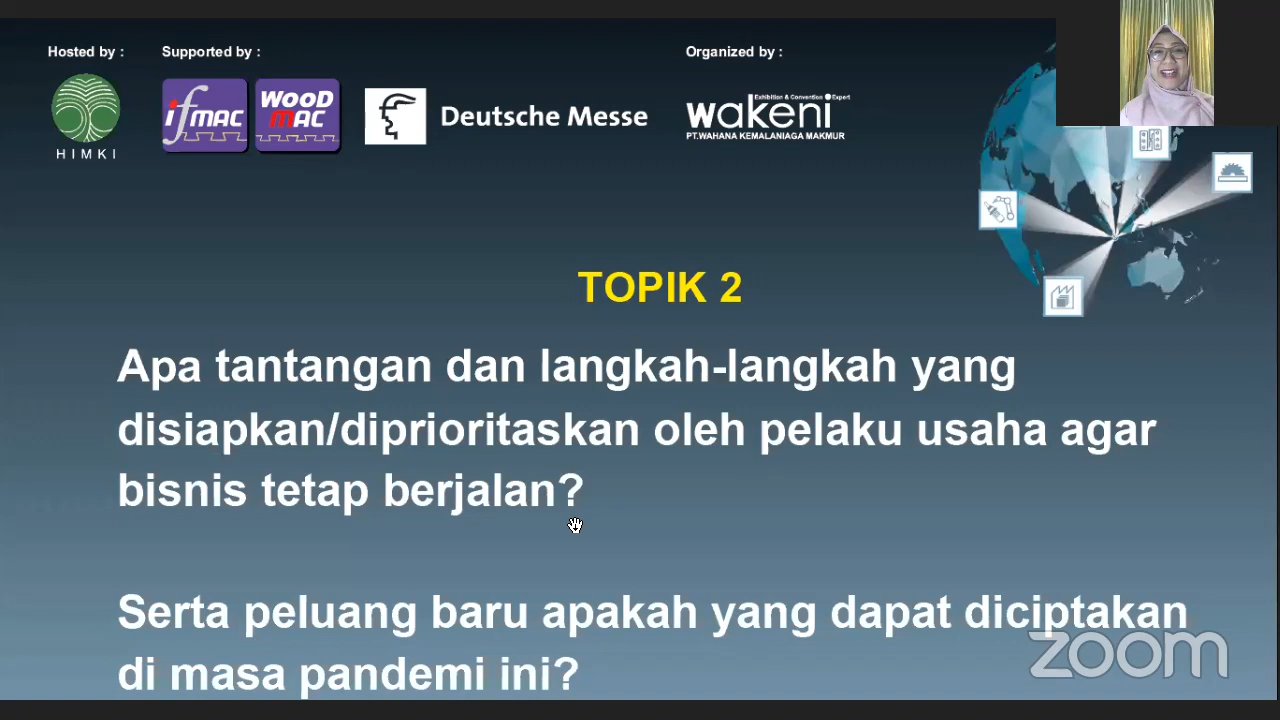 Hosted by :
Supported by :
Organized by :
HIMKI
ifmac
WOOD MAC
Deutsche Messe
Exhibition & Convention Expert
wakeni
PT.WAHANA KEMALANIAGA MAKMUR
TOPIK 2
Apa tantangan dan langkah-langkah yang
disiapkan/diprioritaskan oleh pelaku usaha agar
bisnis tetap berjalan?
Serta peluang baru apakah yang dapat diciptakan
di masa pandemi ini?
zoom